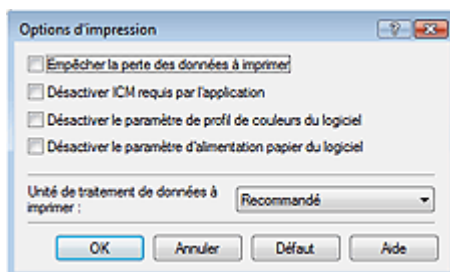 Options d'impression
Empêcher la perte des données à imprimer
Désactiver ICM requis par l'application
Désactiver le paramètre de profil de couleurs du logiciel
Désactiver le paramètre d'alimentation papier du logiciel
Unité de traitement de données à
imprimer :
Recommandé
OK Annuler Défaut Aide